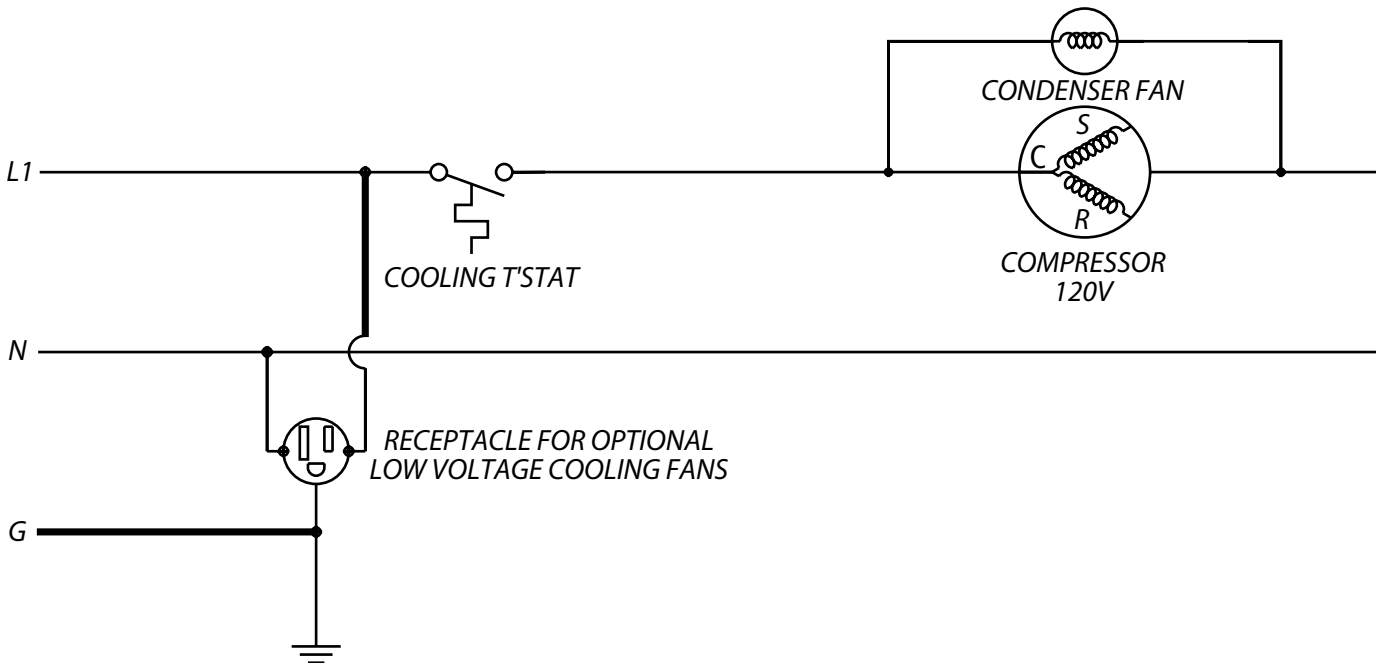 CONDENSER FAN
S
C
L1
R
COOLING T'STAT
COMPRESSOR
120V
N
RECEPTACLE FOR OPTIONAL
LOW VOLTAGE COOLING FANS
G